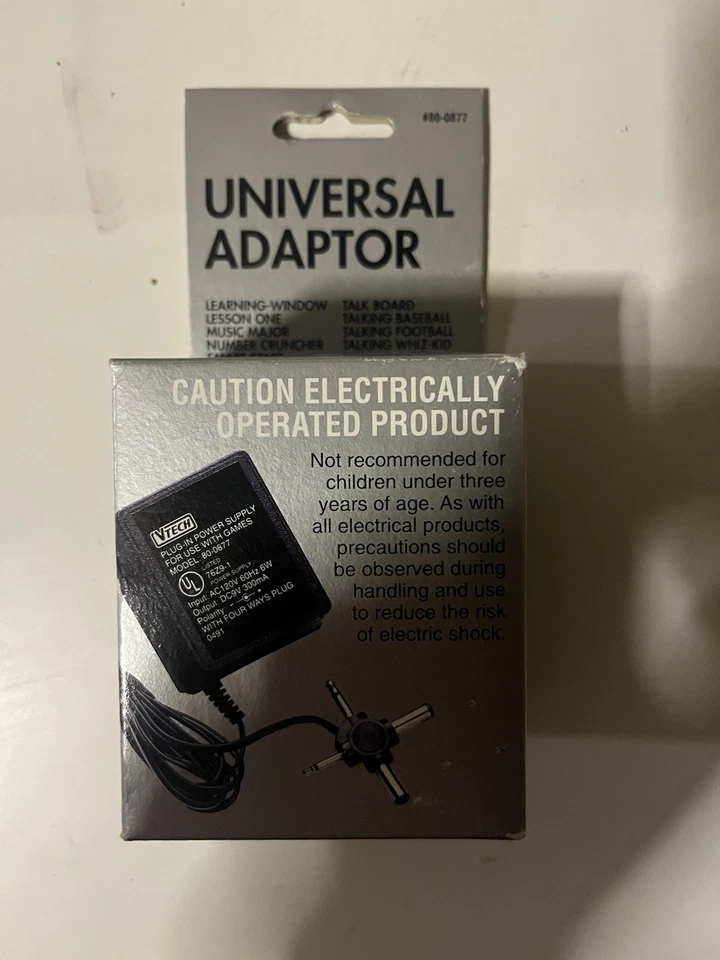 #80-0877
UNIVERSAL
ADAPTOR
LEARNING-WINDOW TALK BOARD
LESSON ONE TALKING BASEBALL
MUSIC MAJOR TALKING FOOTBALL
NUMBER CRUNCHER TALKING WHIZ-KID
CAUTION ELECTRICALLY
OPERATED PRODUCT
Not recommended for
children under three
years of age. As with
all electrical products,
precautions should
be observed during
handling and use
to reduce the risk
of electric shock.
VTECH
PLUG-IN POWER SUPPLY
FOR USE WITH GAMES
MODEL: 80-0877
UL
LISTED
76Z9-1
POWER SUPPLY
Input: AC120V 60Hz 6W
Output: DC9V 300mA
Polarity: - +
WITH FOUR WAYS PLUG
0491